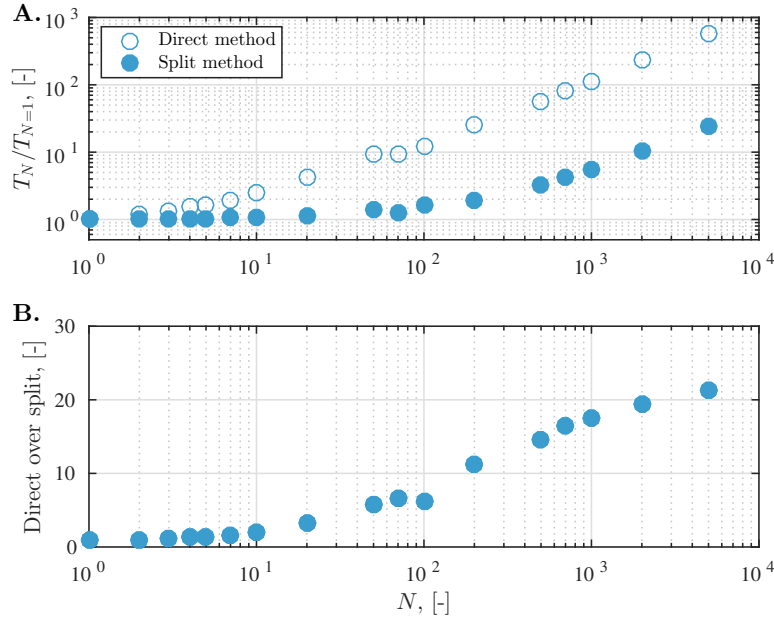 A.
Direct method
Split method
T_N/T_{N=1}, [-]
10^3
10^2
10^1
10^0
10^0 10^1 10^2 10^3 10^4
B.
Direct over split, [-]
30
20
10
0
10^0 10^1 10^2 10^3 10^4
N, [-]